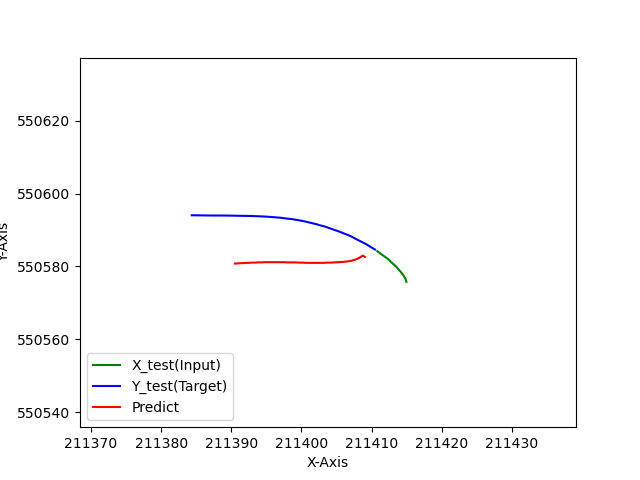 550620
550600
550580
550560
550540
Y-Axis
X_test(Input)
Y_test(Target)
Predict
211370 211380 211390 211400 211410 211420 211430
X-Axis